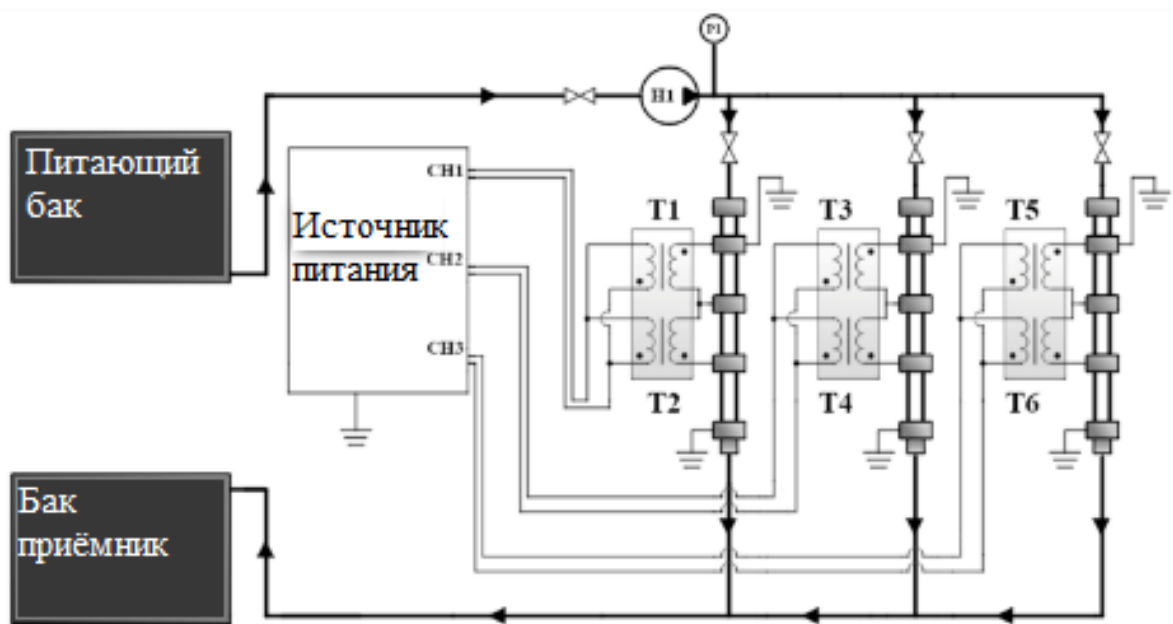 P1
H1
Питающий
бак
CH1
Источник
питания
CH2
CH3
T1
T3
T5
T2
T4
T6
Бак
приёмник